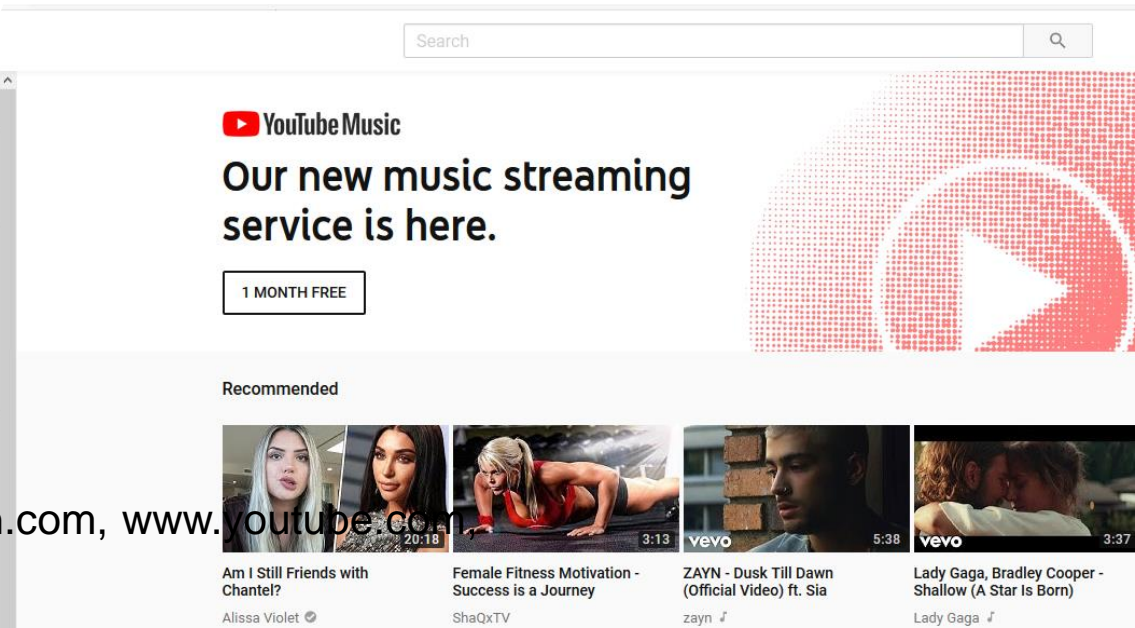 Search
YouTube Music
Our new music streaming
service is here.
1 MONTH FREE
Recommended
.com, www.youtube.com,
20:18
3:13
vevo
5:38
vevo
3:37
Am I Still Friends with
Chantel?
Female Fitness Motivation -
Success is a Journey
ZAYN - Dusk Till Dawn
(Official Video) ft. Sia
Lady Gaga, Bradley Cooper -
Shallow (A Star Is Born)
Alissa Violet
ShaQxTV
zayn
Lady Gaga